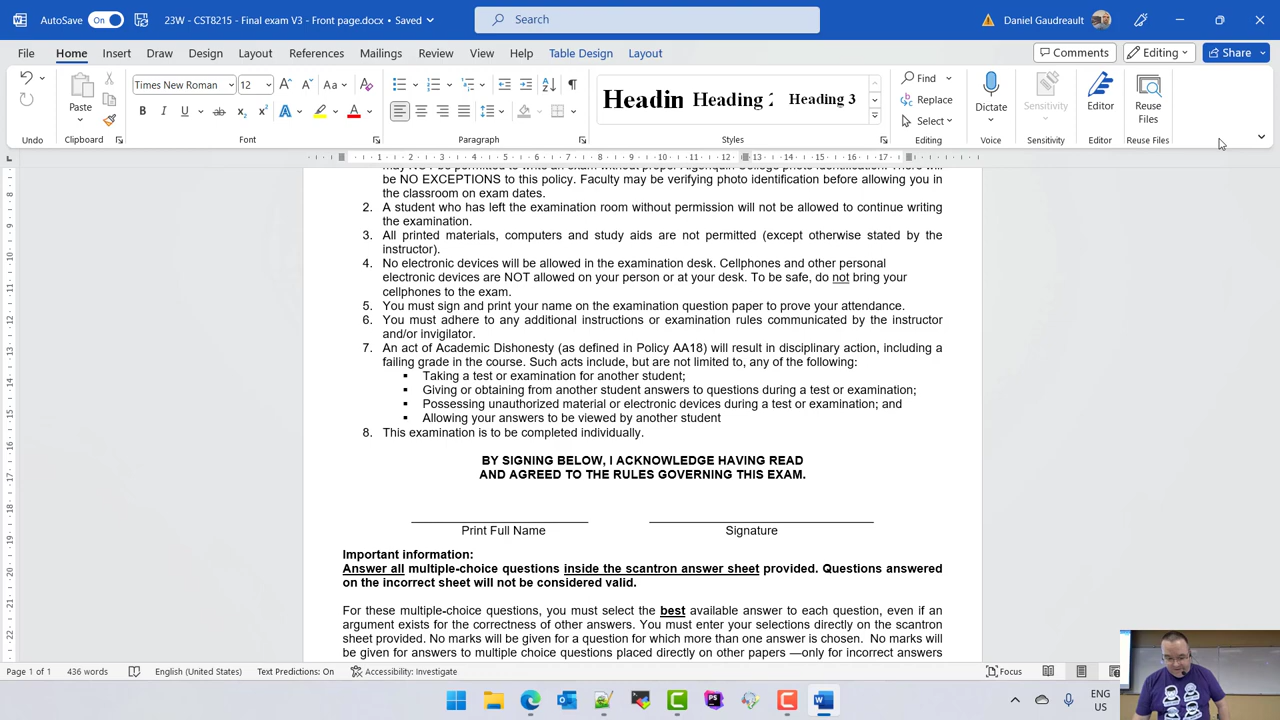 AutoSave On 23W - CST8215 - Final exam V3 - Front page.docx • Saved Search Daniel Gaudreault
File Home Insert Draw Design Layout References Mailings Review View Help Table Design Layout Comments Editing Share
Times New Roman 12 Aa Headin Heading 2 Heading 3 Find
Replace
Select
Paste Dictate Sensitivity Editor Reuse
Files
B I U ab x₂ x² A A
Undo Clipboard Font Paragraph Styles Editing Voice Sensitivity Editor Reuse Files
1 2 3 4 5 6 7 8 9 10 11 12 13 14 15 16 17
be NO EXCEPTIONS to this policy. Faculty may be verifying photo identification before allowing you in
the classroom on exam dates.
2. A student who has left the examination room without permission will not be allowed to continue writing
the examination.
3. All printed materials, computers and study aids are not permitted (except otherwise stated by the
instructor).
4. No electronic devices will be allowed in the examination desk. Cellphones and other personal
electronic devices are NOT allowed on your person or at your desk. To be safe, do not bring your
cellphones to the exam.
5. You must sign and print your name on the examination question paper to prove your attendance.
6. You must adhere to any additional instructions or examination rules communicated by the instructor
and/or invigilator.
7. An act of Academic Dishonesty (as defined in Policy AA18) will result in disciplinary action, including a
failing grade in the course. Such acts include, but are not limited to, any of the following:
▪ Taking a test or examination for another student;
▪ Giving or obtaining from another student answers to questions during a test or examination;
▪ Possessing unauthorized material or electronic devices during a test or examination; and
▪ Allowing your answers to be viewed by another student
8. This examination is to be completed individually.
BY SIGNING BELOW, I ACKNOWLEDGE HAVING READ
AND AGREED TO THE RULES GOVERNING THIS EXAM.
Print Full Name Signature
Important information:
Answer all multiple-choice questions inside the scantron answer sheet provided. Questions answered
on the incorrect sheet will not be considered valid.
For these multiple-choice questions, you must select the best available answer to each question, even if an
argument exists for the correctness of other answers. You must enter your selections directly on the scantron
sheet provided. No marks will be given for a question for which more than one answer is chosen. No marks will
be given for answers to multiple choice questions placed directly on other papers —only for incorrect answers
Page 1 of 1 436 words English (United States) Text Predictions: On Accessibility: Investigate Focus
ENG
US